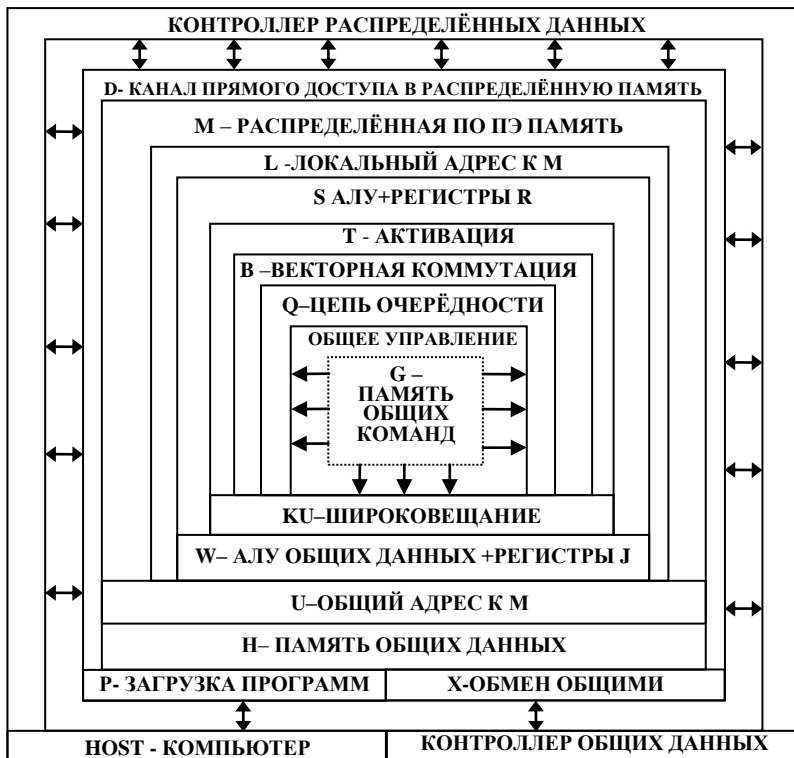 КОНТРОЛЛЕР РАСПРЕДЕЛЁННЫХ ДАННЫХ
D- КАНАЛ ПРЯМОГО ДОСТУПА В РАСПРЕДЕЛЁННУЮ ПАМЯТЬ
M – РАСПРЕДЕЛЁННАЯ ПО ПЭ ПАМЯТЬ
L -ЛОКАЛЬНЫЙ АДРЕС К М
S АЛУ+РЕГИСТРЫ R
T - АКТИВАЦИЯ
B –ВЕКТОРНАЯ КОММУТАЦИЯ
Q–ЦЕПЬ ОЧЕРЁДНОСТИ
ОБЩЕЕ УПРАВЛЕНИЕ
G –
ПАМЯТЬ
ОБЩИХ
КОМАНД
KU–ШИРОКОВЕЩАНИЕ
W– АЛУ ОБЩИХ ДАННЫХ +РЕГИСТРЫ J
U–ОБЩИЙ АДРЕС К М
H– ПАМЯТЬ ОБЩИХ ДАННЫХ
P- ЗАГРУЗКА ПРОГРАММ
X-ОБМЕН ОБЩИМИ
HOST - КОМПЬЮТЕР
КОНТРОЛЛЕР ОБЩИХ ДАННЫХ